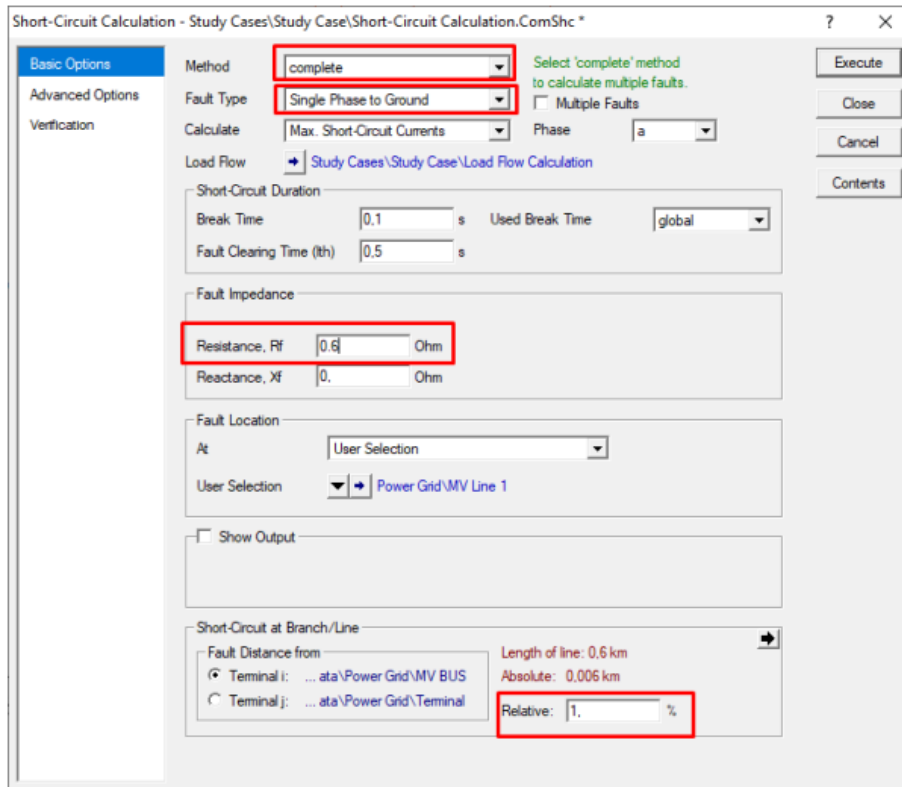 Short-Circuit Calculation - Study Cases\Study Case\Short-Circuit Calculation.ComShc *
?
Basic Options
Advanced Options
Verification
Method complete
Select 'complete' method
to calculate multiple faults.
Fault Type Single Phase to Ground
Multiple Faults
Calculate Max. Short-Circuit Currents Phase a
Load Flow Study Cases\Study Case\Load Flow Calculation
Execute
Close
Cancel
Contents
Short-Circuit Duration
Break Time 0,1 s Used Break Time global
Fault Clearing Time (Ith) 0,5 s
Fault Impedance
Resistance, Rf 0.6 Ohm
Reactance, Xf 0, Ohm
Fault Location
At User Selection
User Selection Power Grid\MV Line 1
Show Output
Short-Circuit at Branch/Line
Fault Distance from
Terminal i: ... ata\Power Grid\MV BUS
Terminal j: ... ata\Power Grid\Terminal
Length of line: 0,6 km
Absolute: 0,006 km
Relative: 1, %